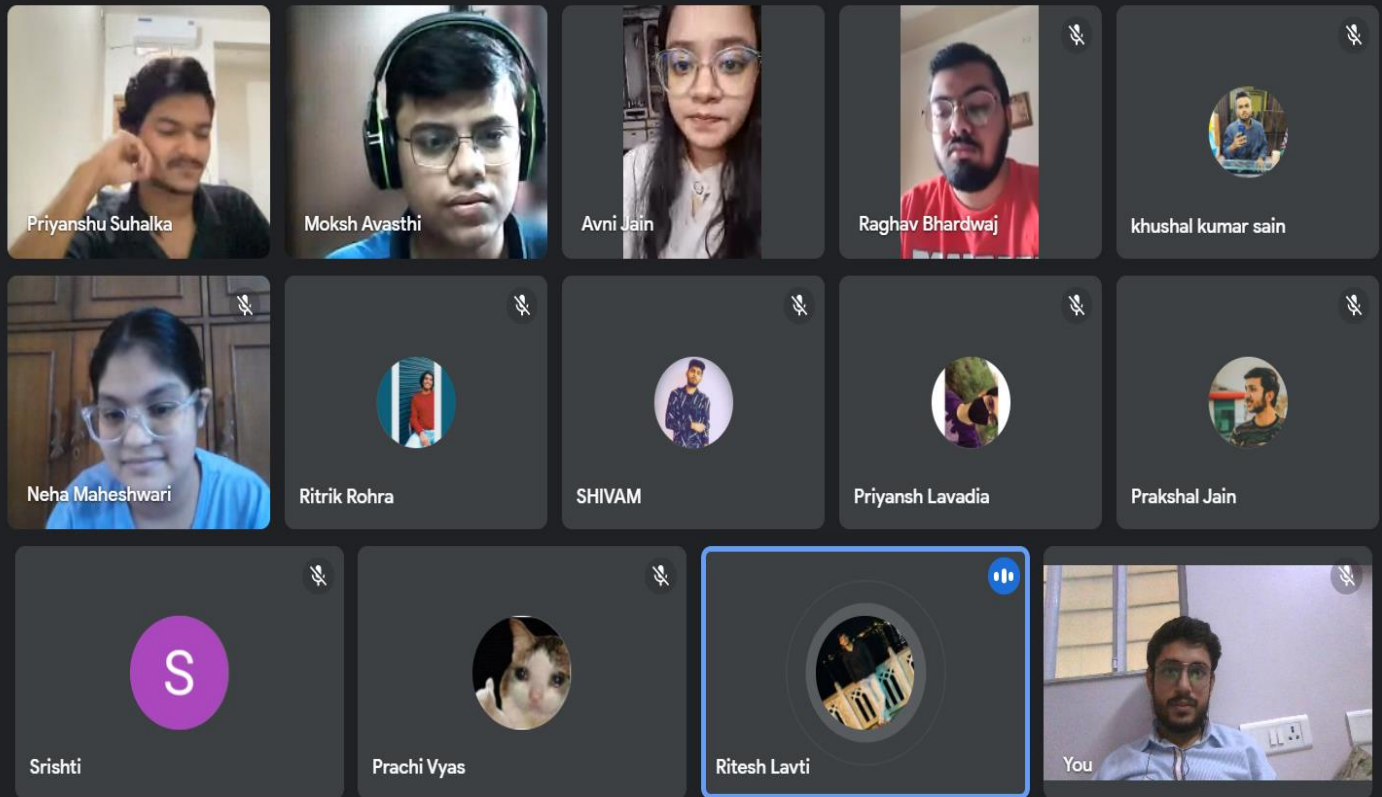 Priyanshu Suhalka
Moksh Avasthi
Avni Jain
Raghav Bhardwaj
khushal kumar sain
Neha Maheshwari
Ritrik Rohra
SHIVAM
Priyansh Lavadia
Prakshal Jain
S
Srishti
Prachi Vyas
Ritesh Lavti
You